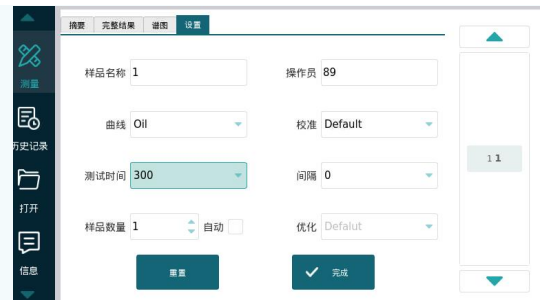 摘要 完整结果 谱图 设置
测量
历史记录
打开
信息
样品名称 1 操作员 89
曲线 Oil 校准 Default
测试时间 300 间隔 0
样品数量 1 自动 优化 Defalut
重置 完成
1 1